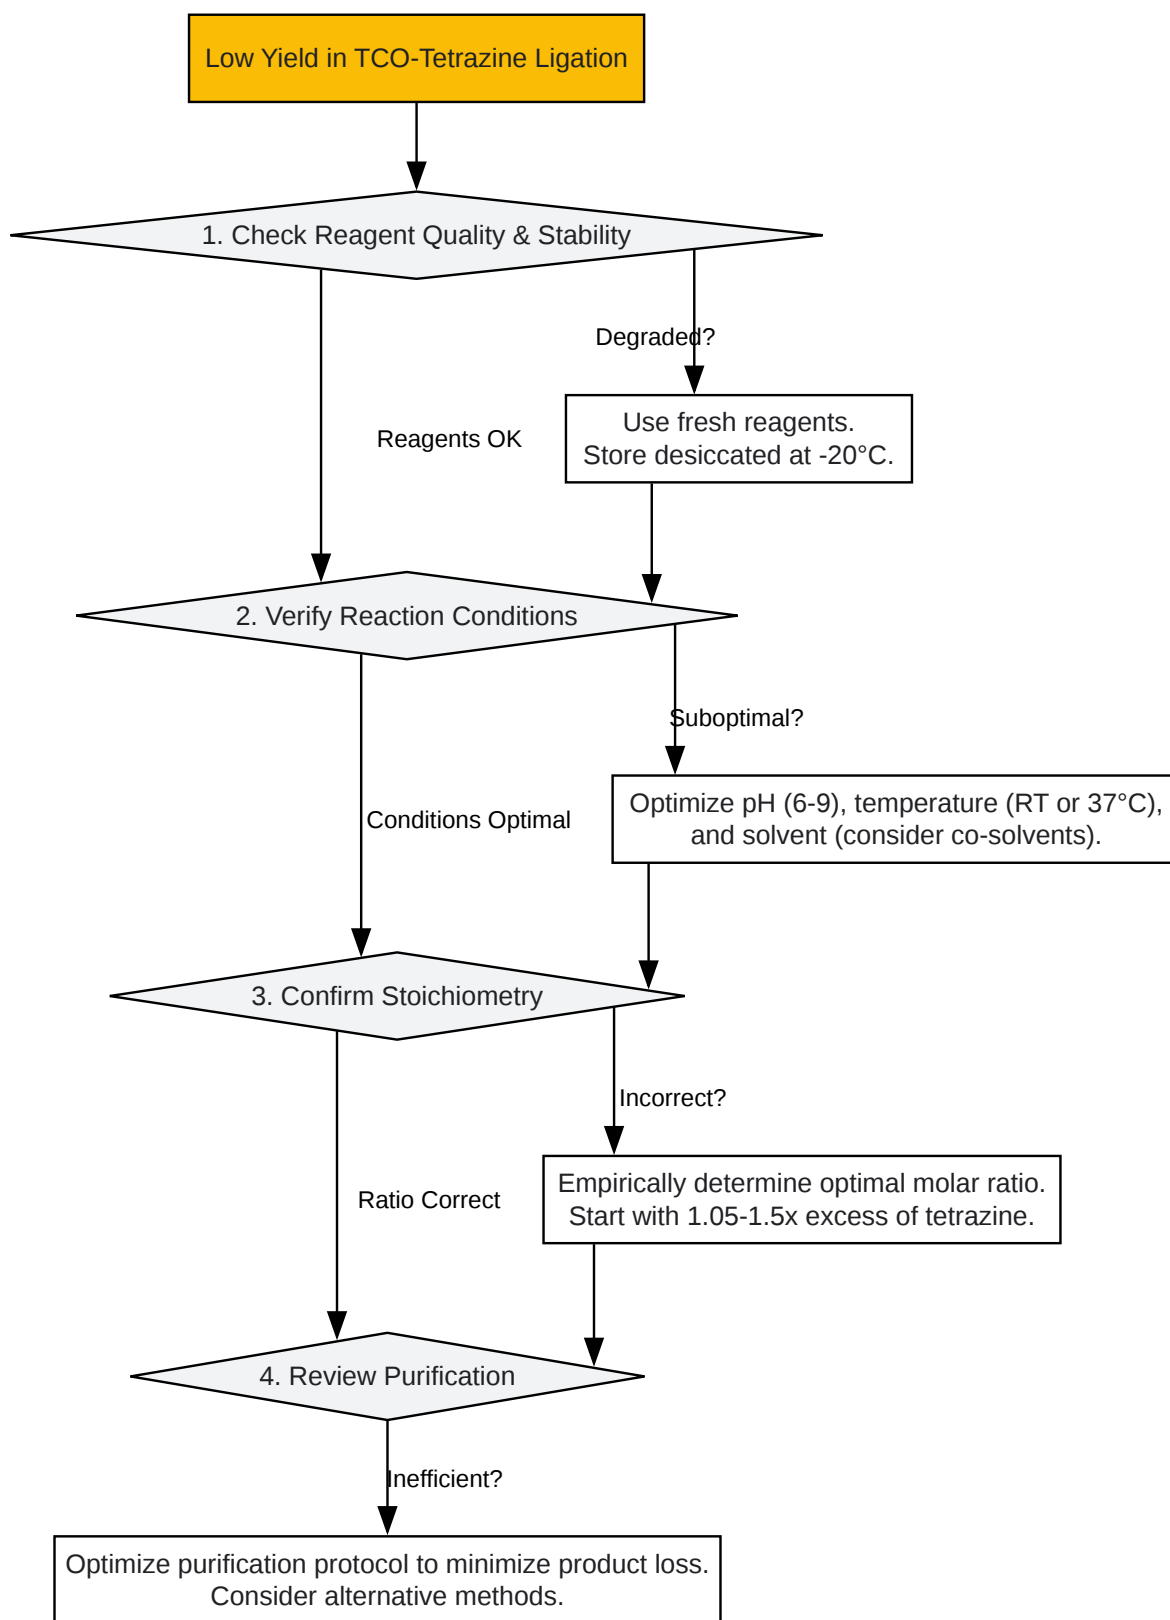 Low Yield in TCO-Tetrazine Ligation
1. Check Reagent Quality & Stability
Degraded?
Use fresh reagents.
Store desiccated at -20°C.
Reagents OK
2. Verify Reaction Conditions
Suboptimal?
Optimize pH (6-9), temperature (RT or 37°C),
and solvent (consider co-solvents).
Conditions Optimal
3. Confirm Stoichiometry
Incorrect?
Empirically determine optimal molar ratio.
Start with 1.05-1.5x excess of tetrazine.
Ratio Correct
4. Review Purification
Inefficient?
Optimize purification protocol to minimize product loss.
Consider alternative methods.